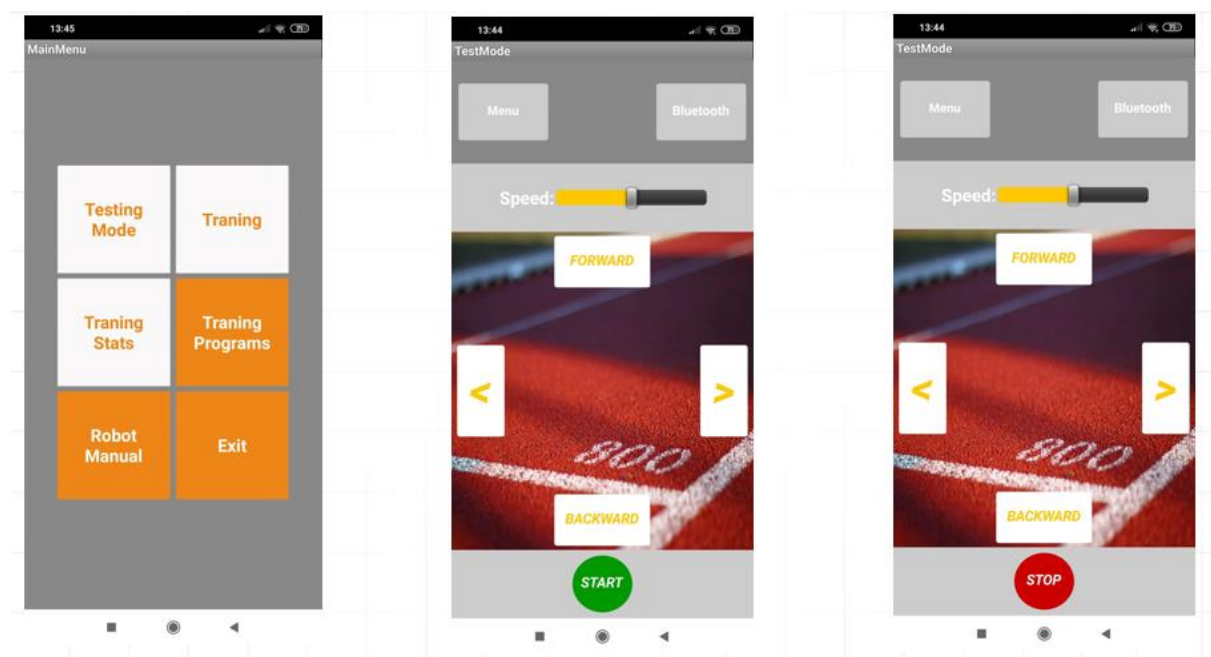 13:45
MainMenu
Testing
Mode
Traning
Traning
Stats
Traning
Programs
Robot
Manual
Exit
13:44
TestMode
Menu
Bluetooth
Speed:
FORWARD
<
>
800
BACKWARD
START
13:44
TestMode
Menu
Bluetooth
Speed:
FORWARD
<
>
800
BACKWARD
STOP